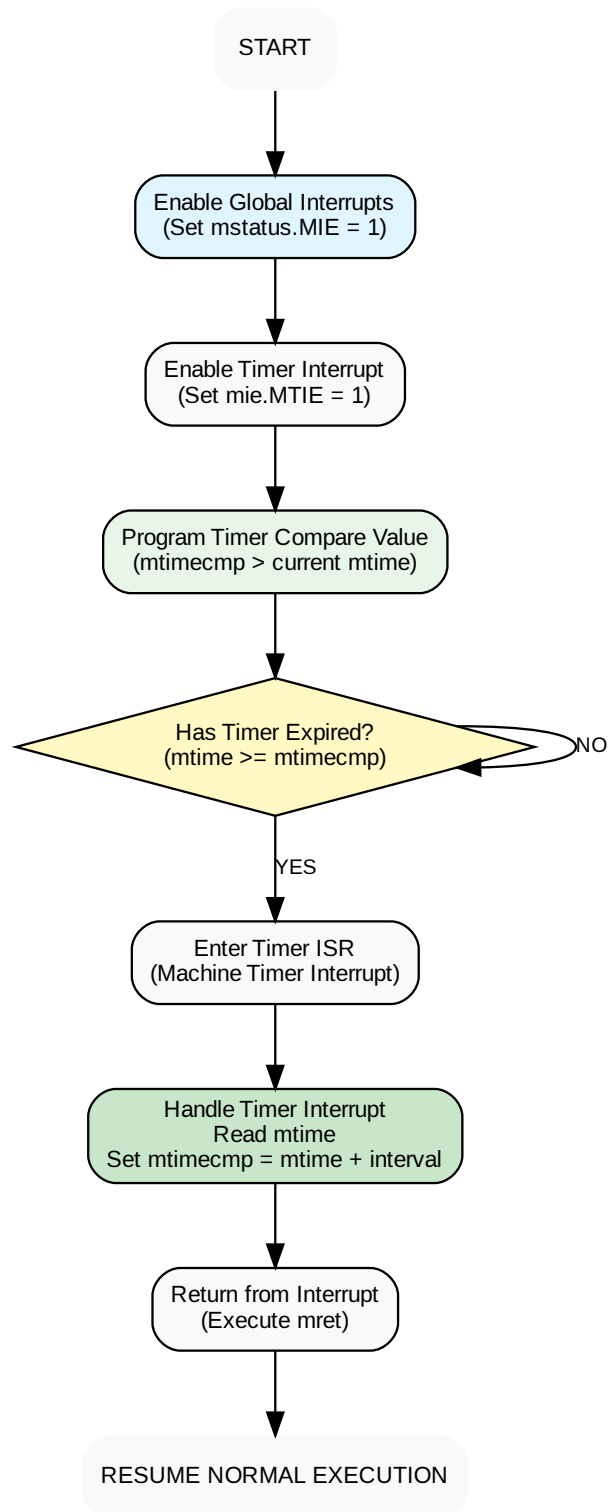 START
Enable Global Interrupts
(Set mstatus.MIE = 1)
Enable Timer Interrupt
(Set mie.MTIE = 1)
Program Timer Compare Value
(mtimecmp > current mtime)
Has Timer Expired?
(mtime >= mtimecmp)
NO
YES
Enter Timer ISR
(Machine Timer Interrupt)
Handle Timer Interrupt
Read mtime
Set mtimecmp = mtime + interval
Return from Interrupt
(Execute mret)
RESUME NORMAL EXECUTION